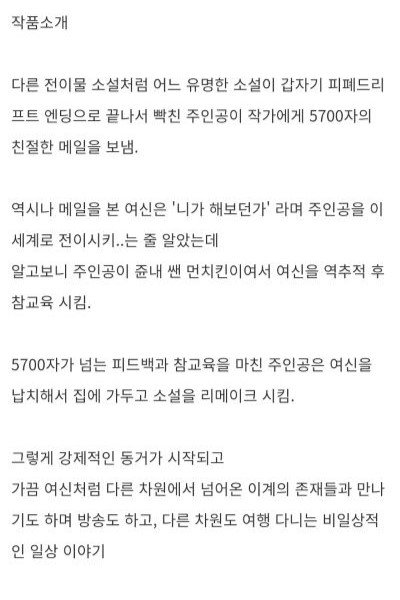 작품소개
다른 전이물 소설처럼 어느 유명한 소설이 갑자기 피폐드리
프트 엔딩으로 끝나서 빡친 주인공이 작가에게 5700자의
친절한 메일을 보냄.
역시나 메일을 본 여신은 '니가 해보던가' 라며 주인공을 이
세계로 전이시키..는 줄 알았는데
알고보니 주인공이 쥰내 쌘 먼치킨이여서 여신을 역추적 후
참교육 시킴.
5700자가 넘는 피드백과 참교육을 마친 주인공은 여신을
납치해서 집에 가두고 소설을 리메이크 시킴.
그렇게 강제적인 동거가 시작되고
가끔 여신처럼 다른 차원에서 넘어온 이계의 존재들과 만나
기도 하며 방송도 하고, 다른 차원도 여행 다니는 비일상적
인 일상 이야기